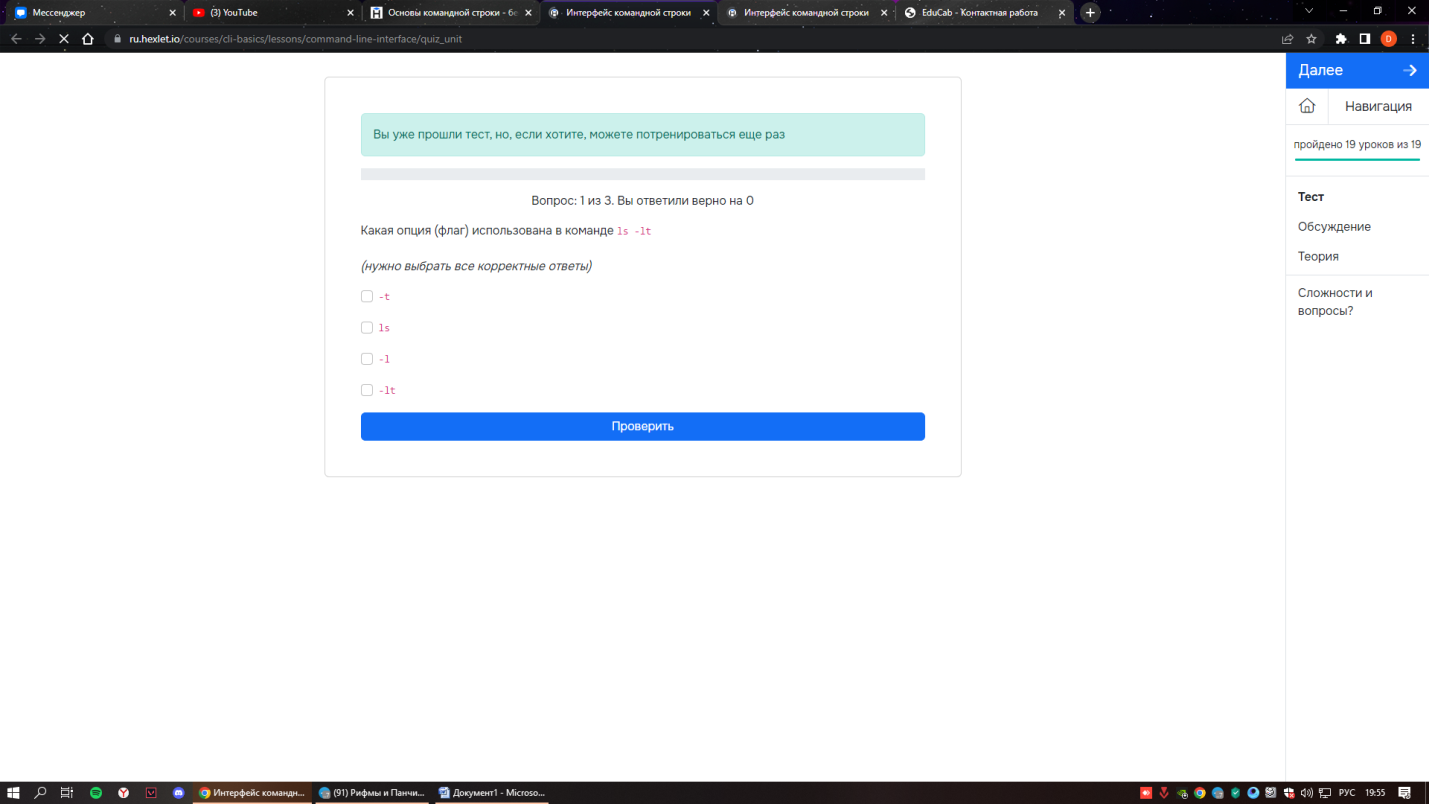 Мессенджер
(3) YouTube
Основы командной строки - бе
Интерфейс командной строки
Интерфейс командной строки
EduCab - Контактная работа
ru.hexlet.io/courses/cli-basics/lessons/command-line-interface/quiz_unit
D
Вы уже прошли тест, но, если хотите, можете потренироваться еще раз
Вопрос: 1 из 3. Вы ответили верно на 0
Какая опция (флаг) использована в команде ls -lt
(нужно выбрать все корректные ответы)
-t
ls
-l
-lt
Проверить
Далее
Навигация
пройдено 19 уроков из 19
Тест
Обсуждение
Теория
Сложности и
вопросы?
Интерфейс командн...
(91) Рифмы и Панчи...
Документ1 - Microso...
РУС
19:55